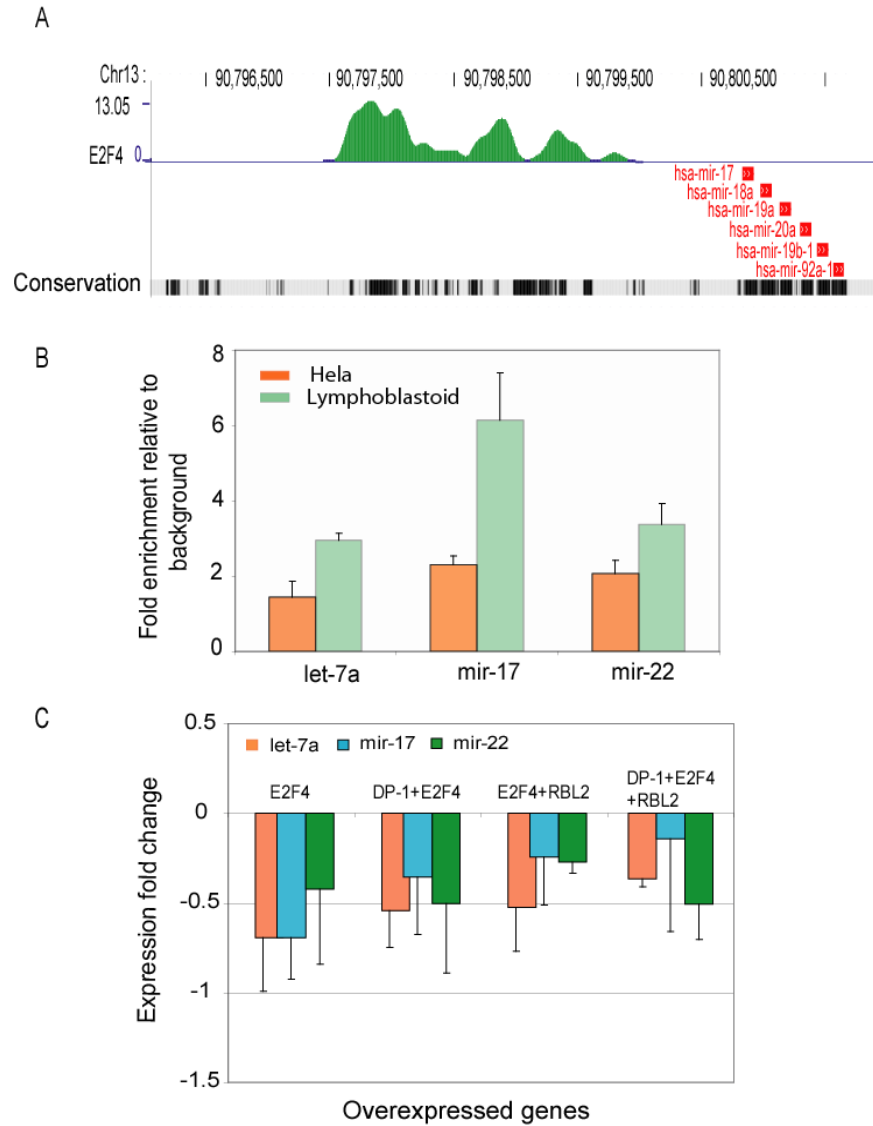 A
Chr13 : | 90,796,500 | 90,797,500 | 90,798,500 | 90,799,500 | 90,800,500 |
13.05
E2F4 0
hsa-mir-17
hsa-mir-18a
hsa-mir-19a
hsa-mir-20a
hsa-mir-19b-1
hsa-mir-92a-1
Conservation
B
Fold enrichment relative to
background
8
6
4
2
0
Hela
Lymphoblastoid
let-7a mir-17 mir-22
C
Expression fold change
0.5
0
-0.5
-1
-1.5
let-7a mir-17 mir-22
E2F4 DP-1+E2F4 E2F4+RBL2 DP-1+E2F4
+RBL2
Overexpressed genes